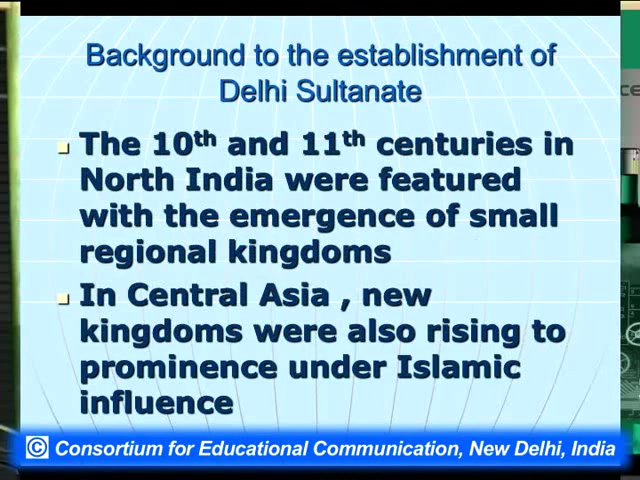 Background to the establishment of
Delhi Sultanate
The 10th and 11th centuries in
North India were featured
with the emergence of small
regional kingdoms
In Central Asia , new
kingdoms were also rising to
prominence under Islamic
influence
© Consortium for Educational Communication, New Delhi, India